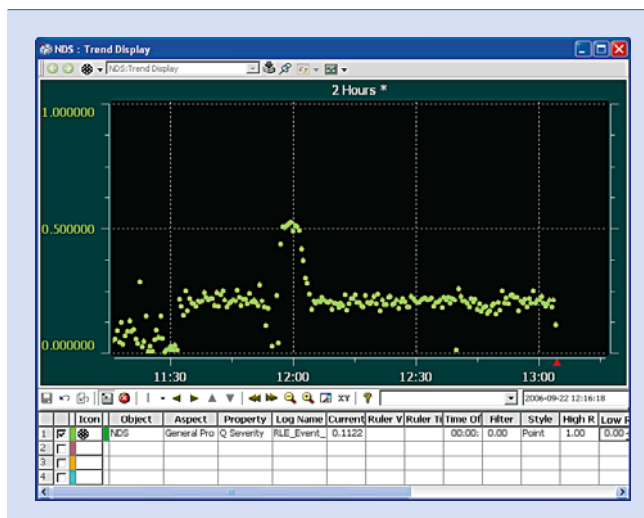 NDS : Trend Display
NDS:Trend Display
2 Hours *
1.000000
0.500000
0.000000
11:30
12:00
12:30
13:00
XY
2006-09-22 12:16:18
Icon Object Aspect Property Log Name Current Ruler V Ruler Ti Time Of Filter Style High R Low R
1 NDS General Pro Q Severity RLE_Event_ 0.1122 00:00: 0.00 Point 1.00 0.00
2
3
4